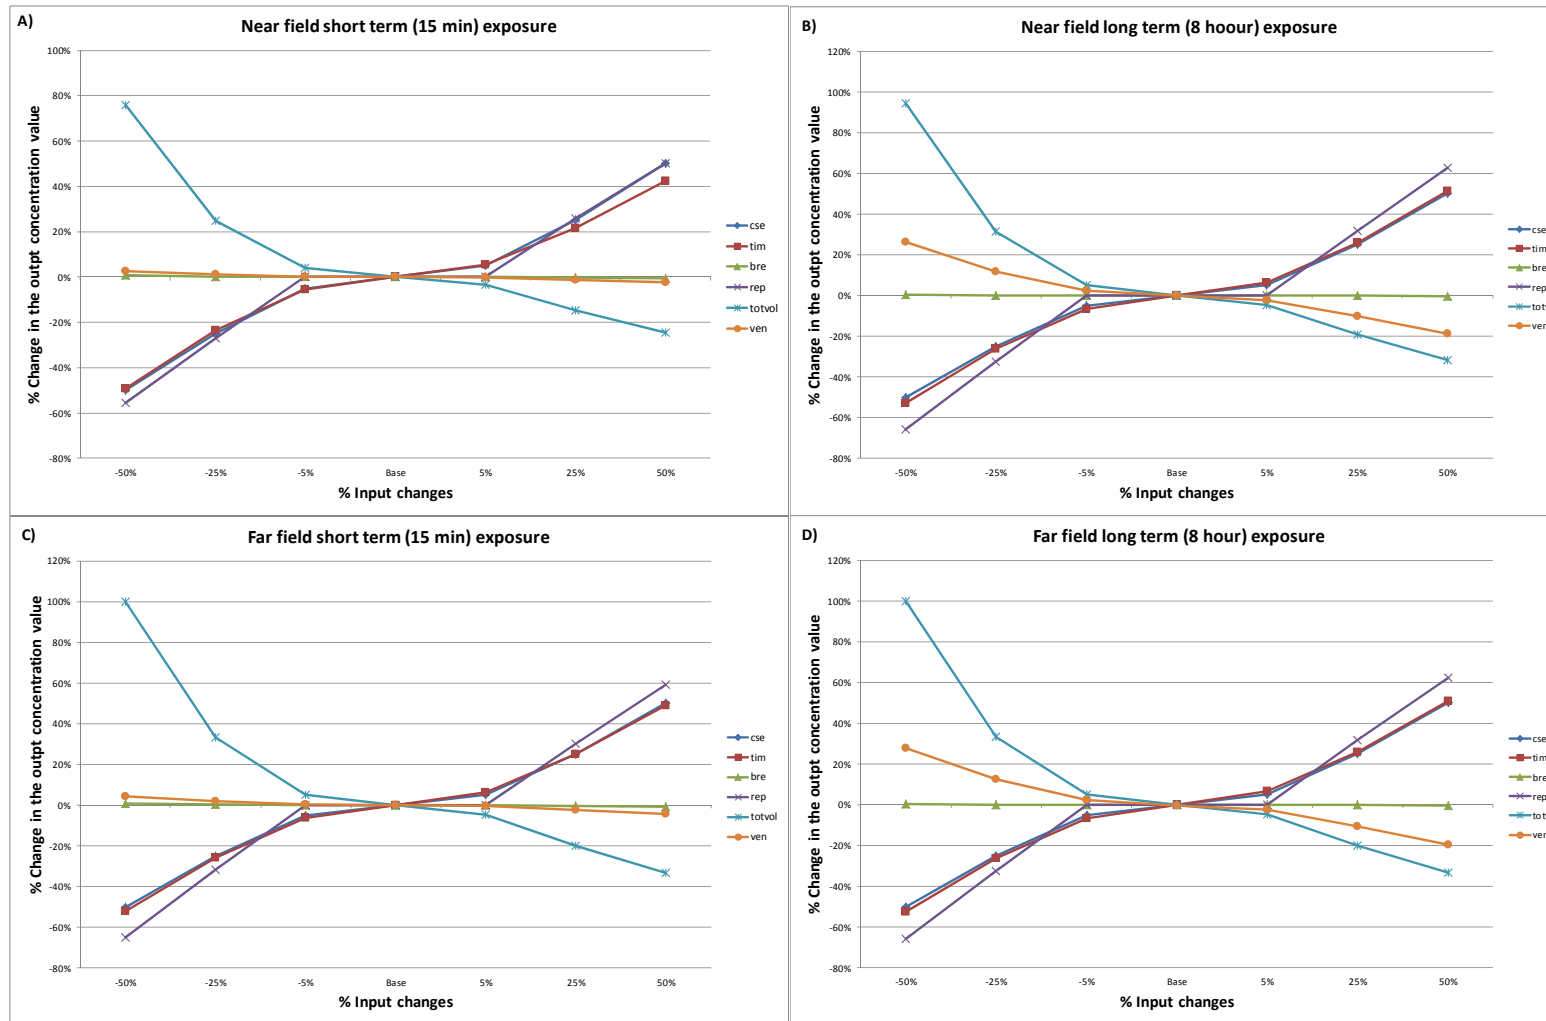 A)
Near field short term (15 min) exposure
% Change in the outpt concentration value
100%
80%
60%
40%
20%
0%
-20%
-40%
-60%
-80%
-50%
-25%
-5%
Base
5%
25%
50%
% Input changes
cse
tim
bre
rep
totvol
ven
B)
Near field long term (8 hoour) exposure
% Change in the outpt concentration value
120%
100%
80%
60%
40%
20%
0%
-20%
-40%
-60%
-80%
-50%
-25%
-5%
Base
5%
25%
50%
% Input changes
cse
tim
bre
rep
tot
ven
C)
Far field short term (15 min) exposure
% Change in the outpt concentration value
120%
100%
80%
60%
40%
20%
0%
-20%
-40%
-60%
-80%
-50%
-25%
-5%
Base
5%
25%
50%
% Input changes
cse
tim
bre
rep
totvol
ven
D)
Far field long term (8 hour) exposure
% Change in the outpt concentration value
120%
100%
80%
60%
40%
20%
0%
-20%
-40%
-60%
-80%
-50%
-25%
-5%
Base
5%
25%
50%
% Input changes
cse
tim
bre
rep
tot
ven